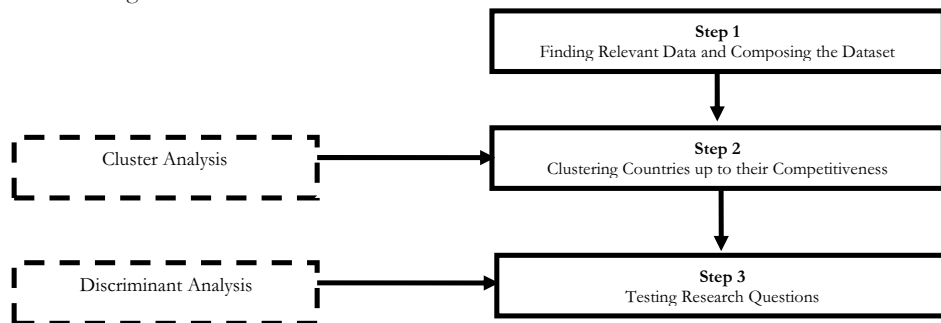 Step 1
Finding Relevant Data and Composing the Dataset
Cluster Analysis
Step 2
Clustering Countries up to their Competitiveness
Discriminant Analysis
Step 3
Testing Research Questions